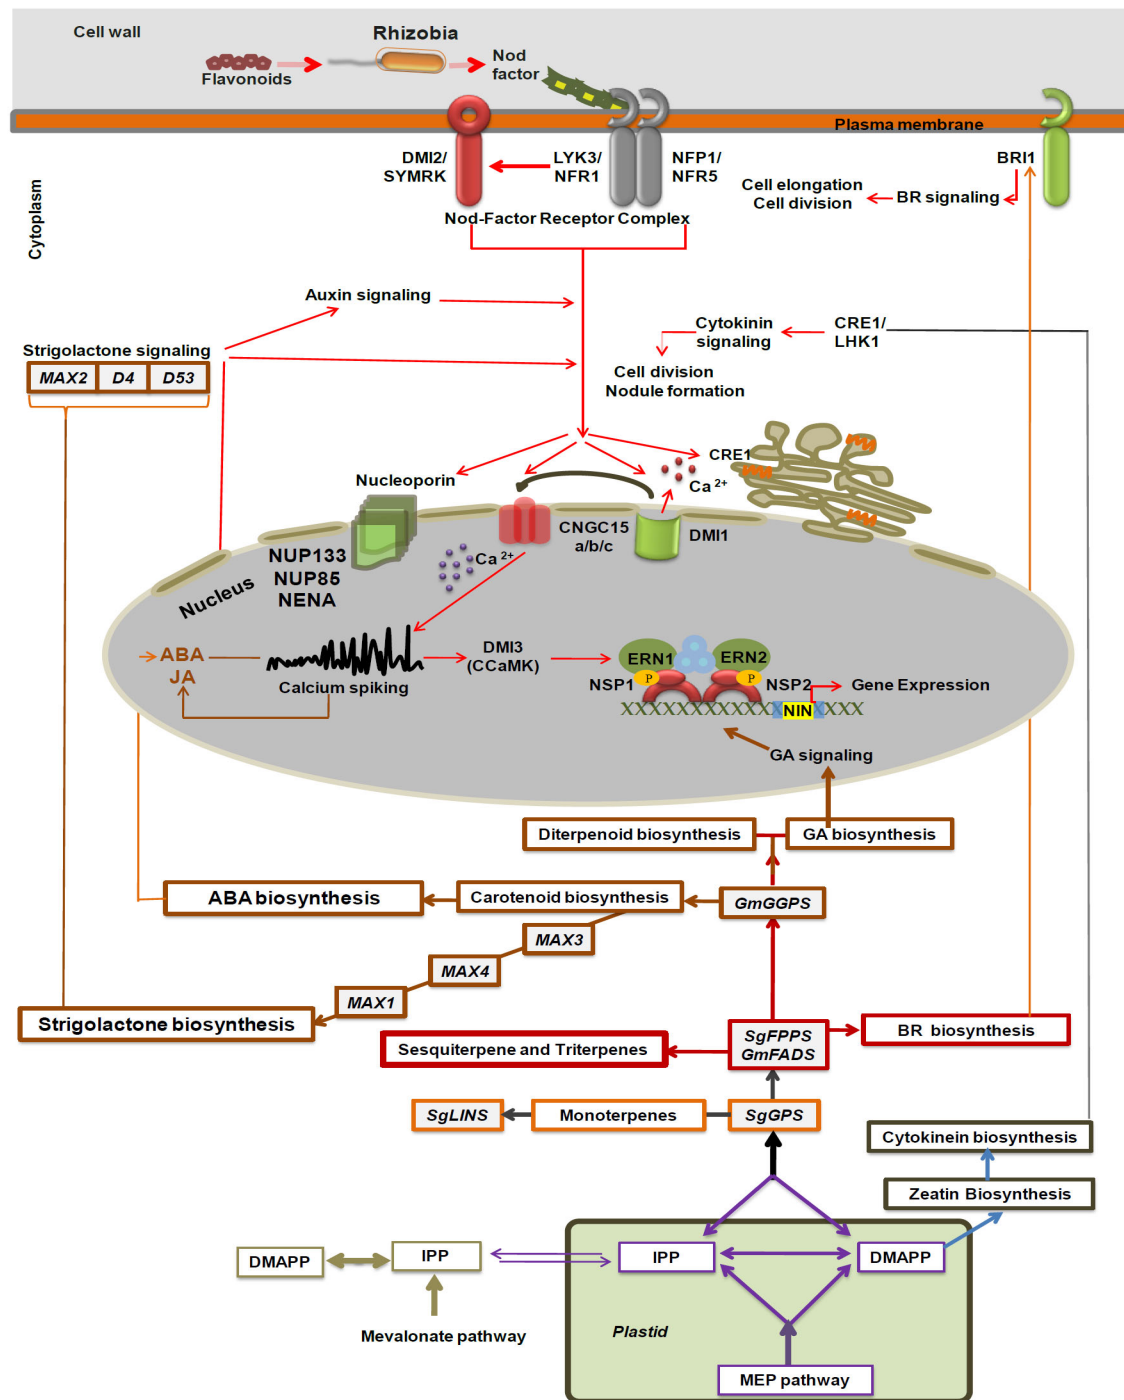 Cell wall
Rhizobia
Flavonoids
Nod
factor
Plasma membrane
DMI2/
SYMRK
LYK3/
NFR1
NFP1/
NFR5
BRI1
Cell elongation
Cell division
BR signaling
Nod-Factor Receptor Complex
Cytoplasm
Auxin signaling
Strigolactone signaling
MAX2 D4 D53
Cytokinin
signaling
CRE1/
LHK1
Cell division
Nodule formation
CRE1
Nucleoporin
Ca 2+
CNGC15
a/b/c
DMI1
NUP133
NUP85
NENA
Ca 2+
Nucleus
ABA
JA
Calcium spiking
DMI3
(CCaMK)
ERN1
ERN2
P
P
NSP1
NSP2
Gene Expression
XXXXXXXXXXXXX NIN XXXXX
GA signaling
Diterpenoid biosynthesis
GA biosynthesis
ABA biosynthesis
Carotenoid biosynthesis
GmGGPS
MAX3
MAX4
MAX1
Strigolactone biosynthesis
Sesquiterpene and Triterpenes
SgFPPS
GmFADS
BR biosynthesis
SgLINS
Monoterpenes
SgGPS
Cytokinein biosynthesis
Zeatin Biosynthesis
DMAPP
IPP
IPP
DMAPP
Mevalonate pathway
Plastid
MEP pathway